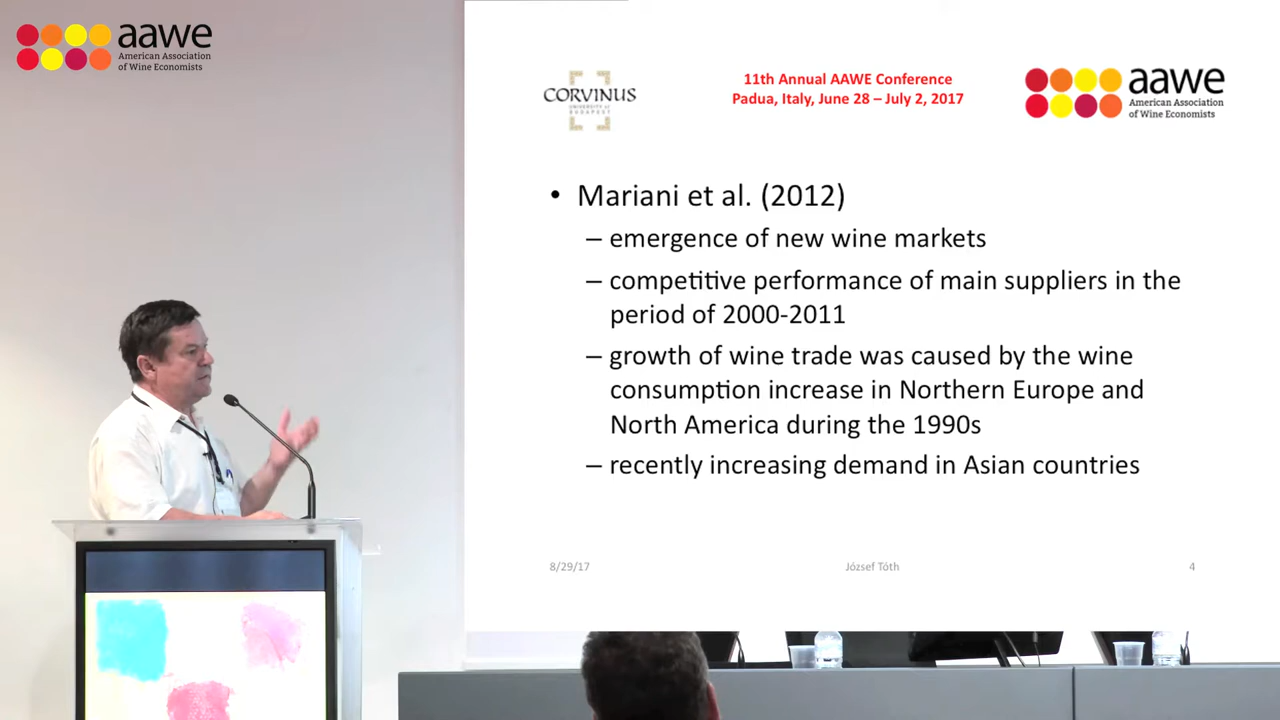 aawe
American Association
of Wine Economists
CORVINUS
UNIVERSITY of
BUDAPEST
11th Annual AAWE Conference
Padua, Italy, June 28 – July 2, 2017
aawe
American Association
of Wine Economists
• Mariani et al. (2012)
– emergence of new wine markets
– competitive performance of main suppliers in the
period of 2000-2011
– growth of wine trade was caused by the wine
consumption increase in Northern Europe and
North America during the 1990s
– recently increasing demand in Asian countries
8/29/17
József Tóth
4